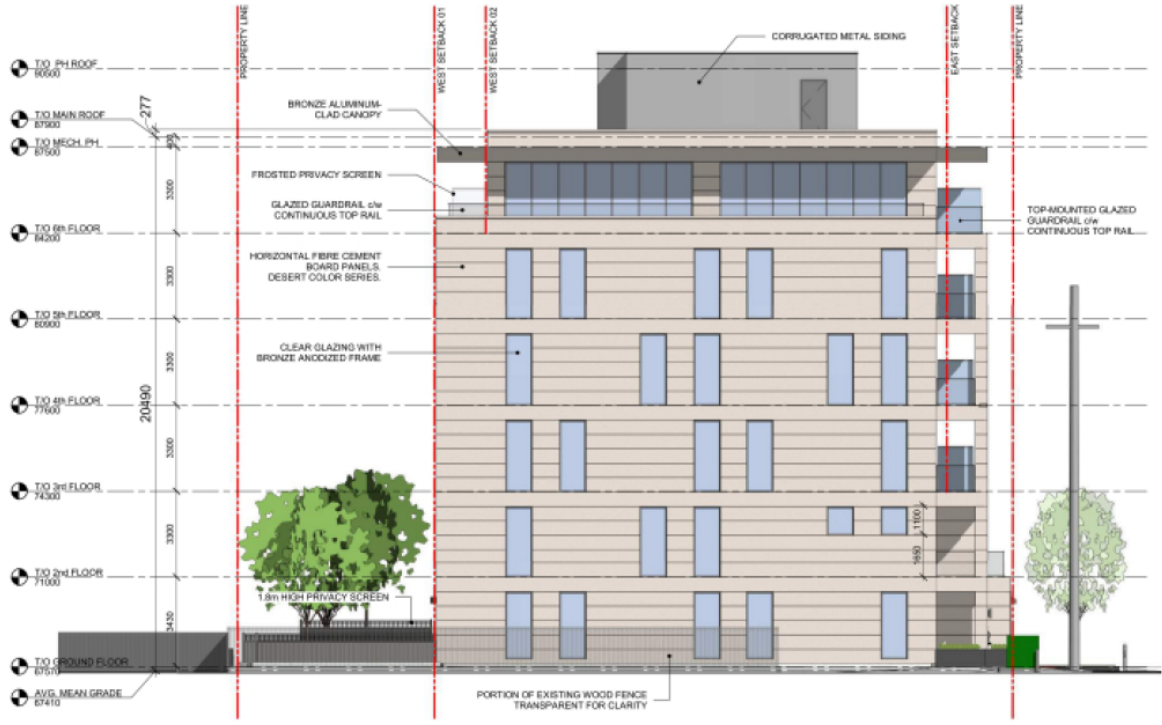 PROPERTY LINE
WEST SETBACK 01
WEST SETBACK 02
EAST SETBACK
PROPERTY LINE
CORRUGATED METAL SIDING
T/O PH ROOF
90500
277
T/O MAIN ROOF
87900
BRONZE ALUMINUM-
CLAD CANOPY
400
T/O MECH. PH
87500
FROSTED PRIVACY SCREEN
3300
GLAZED GUARDRAIL c/w
CONTINUOUS TOP RAIL
TOP-MOUNTED GLAZED
GUARDRAIL c/w
CONTINUOUS TOP RAIL
T/O 6th FLOOR
84200
HORIZONTAL FIBRE CEMENT
BOARD PANELS.
DESERT COLOR SERIES.
3300
T/O 5th FLOOR
80900
CLEAR GLAZING WITH
BRONZE ANODIZED FRAME
3300
T/O 4th FLOOR
77600
20490
3300
T/O 3rd FLOOR
74300
3300
1100
1650
T/O 2nd FLOOR
71000
1.8m HIGH PRIVACY SCREEN
3430
T/O GROUND FLOOR
67570
AVG. MEAN GRADE
67410
PORTION OF EXISTING WOOD FENCE
TRANSPARENT FOR CLARITY